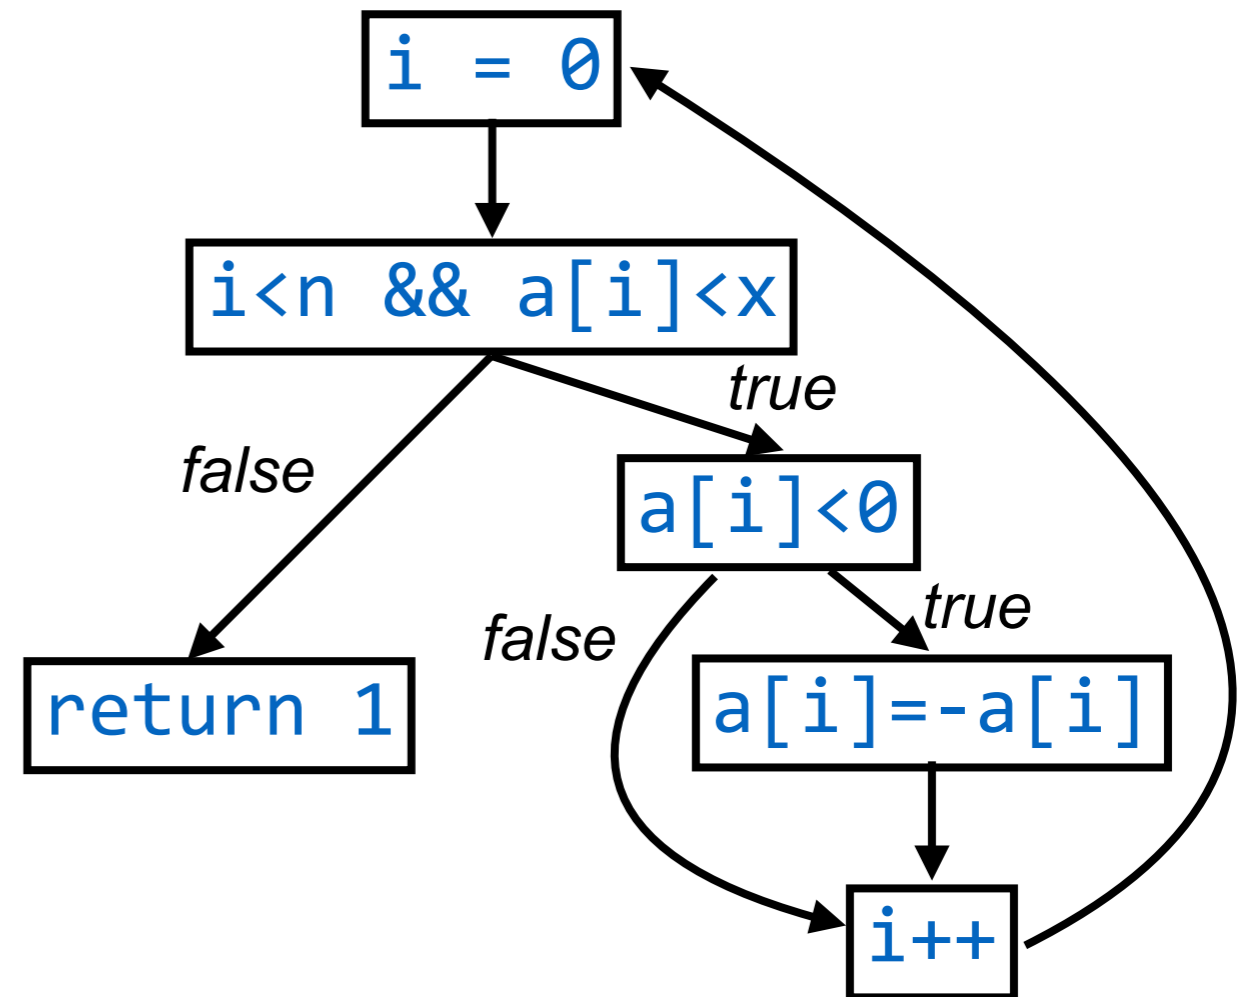 i = 0
i<n && a[i]<x
true
false
a[i]<0
true
false
return 1
a[i]=-a[i]
i++